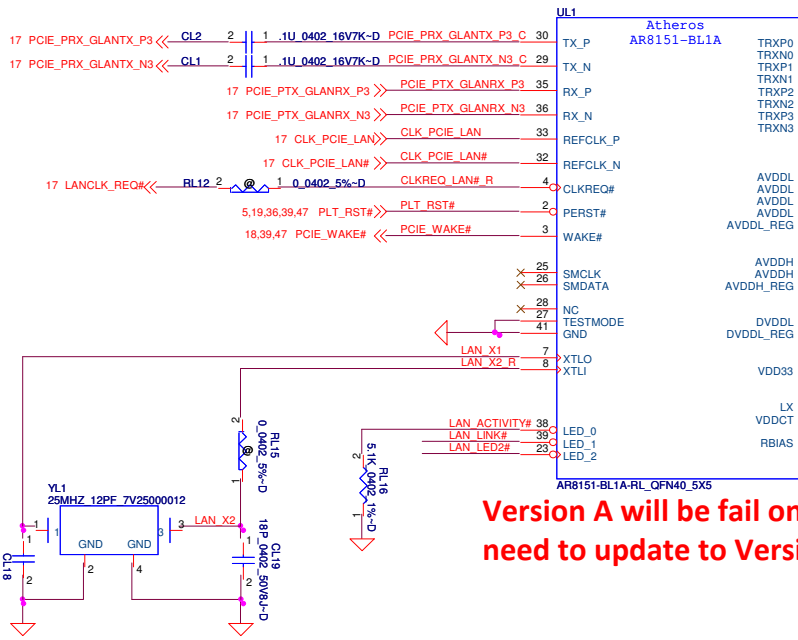 UL1
Atheros
AR8151-BL1A
17 PCIE_PRX_GLANTX_P3 CL2 2 1 .1U_0402_16V7K~D PCIE_PRX_GLANTX_P3_C 30 TX_P TRXP0
TRXN0
17 PCIE_PRX_GLANTX_N3 CL1 2 1 .1U_0402_16V7K~D PCIE_PRX_GLANTX_N3_C 29 TX_N TRXP1
TRXN1
17 PCIE_PTX_GLANRX_P3 PCIE_PTX_GLANRX_P3 35 RX_P TRXP2
TRXN2
17 PCIE_PTX_GLANRX_N3 PCIE_PTX_GLANRX_N3 36 RX_N TRXP3
TRXN3
17 CLK_PCIE_LAN CLK_PCIE_LAN 33 REFCLK_P
17 CLK_PCIE_LAN# CLK_PCIE_LAN# 32 REFCLK_N
AVDDL
17 LANCLK_REQ# RL12 2 @ 1 0_0402_5%~D CLKREQ_LAN#_R 4 CLKREQ# AVDDL
AVDDL
5,19,36,39,47 PLT_RST# PLT_RST# 2 PERST# AVDDL
AVDDL_REG
18,39,47 PCIE_WAKE# PCIE_WAKE# 3 WAKE#
AVDDH
25 SMCLK AVDDH
26 SMDATA AVDDH_REG
28 NC
27 TESTMODE DVDDL
41 GND DVDDL_REG
LAN_X1 7 XTLO
LAN_X2_R 8 XTLI VDD33
LX
VDDCT
LAN_ACTIVITY# 38 LED_0
LAN_LINK# 39 LED_1 RBIAS
LAN_LED2# 23 LED_2
AR8151-BL1A-RL_QFN40_5X5
2 RL15 0_0402_5%~D @ 1
2 RL16 5.1K_0402_1%~D 1
YL1
25MHZ_12PF_7V25000012
1 1 3 3 LAN_X2
GND GND
2 4
1 CL18 2
1 CL19 18P_0402_50V8J~D 2
Version A will be fail on
need to update to Versi